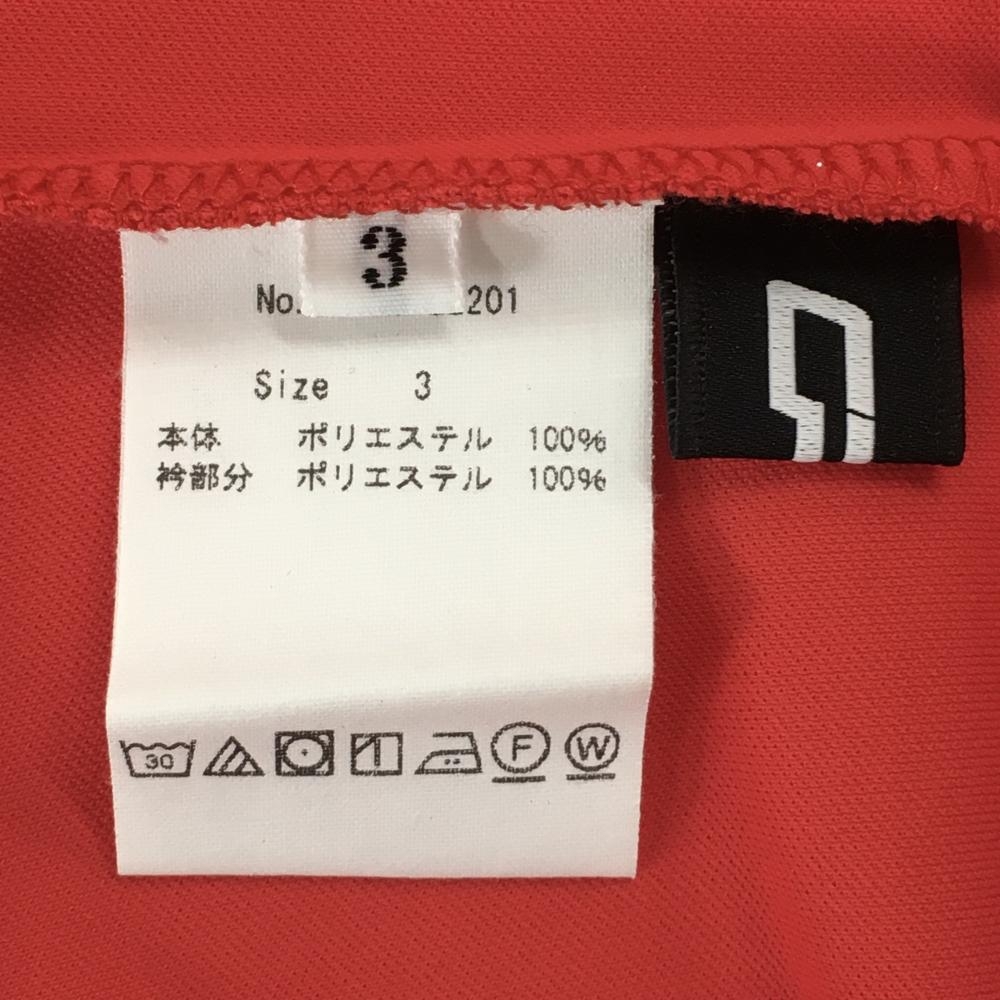 3
No. 201
Size 3
本体 ポリエステル 100%
衿部分 ポリエステル 100%
30 1 F W